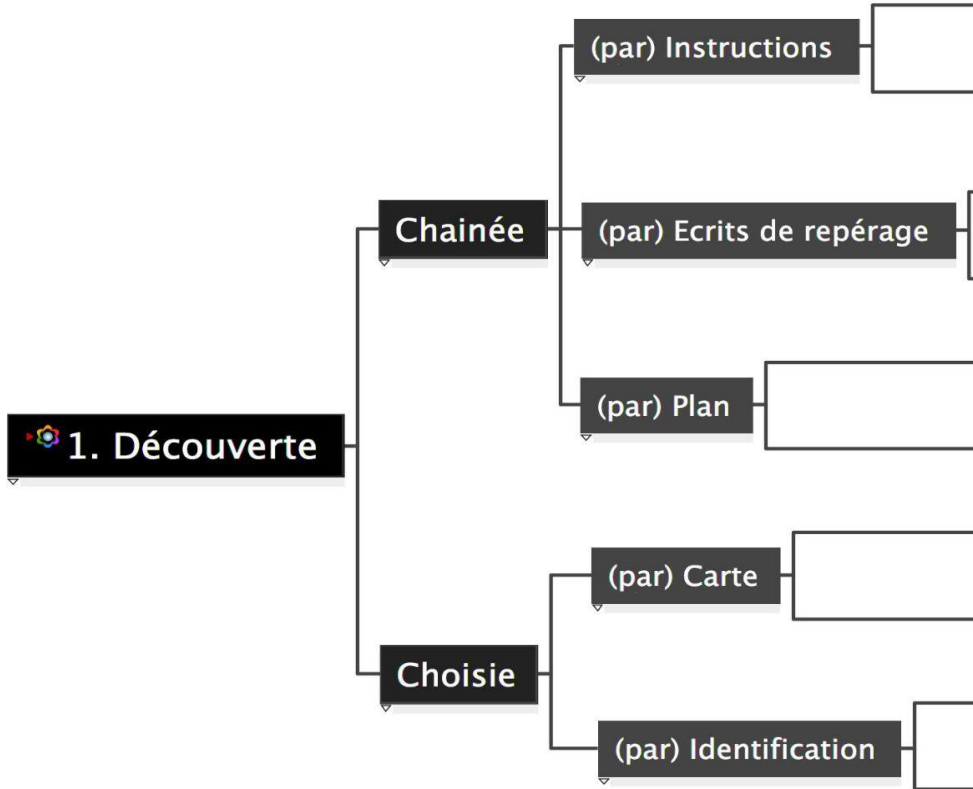 (par) Instructions
Chainée
(par) Ecrits de repérage
(par) Plan
1. Découverte
(par) Carte
Choisie
(par) Identification